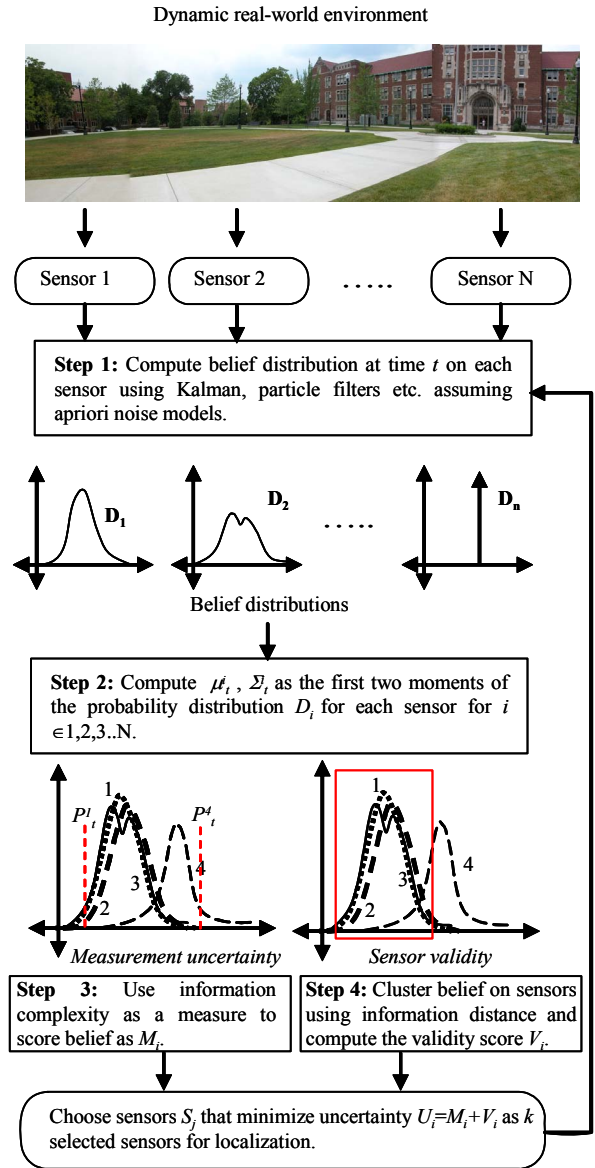 Dynamic real-world environment
Sensor 1
Sensor 2
.....
Sensor N
Step 1: Compute belief distribution at time t on each
sensor using Kalman, particle filters etc. assuming
apriori noise models.
D₁
D₂
.....
Dₙ
Belief distributions
Step 2: Compute μⁱₜ , Σⁱₜ as the first two moments of
the probability distribution Dᵢ for each sensor for i
∈1,2,3..N.
P¹ₜ
1
P⁴ₜ
2
3
4
1
2
3
4
Measurement uncertainty
Sensor validity
Step 3: Use information
complexity as a measure to
score belief as Mᵢ.
Step 4: Cluster belief on sensors
using information distance and
compute the validity score Vᵢ.
Choose sensors Sⱼ that minimize uncertainty Uᵢ=Mᵢ+Vᵢ as k
selected sensors for localization.